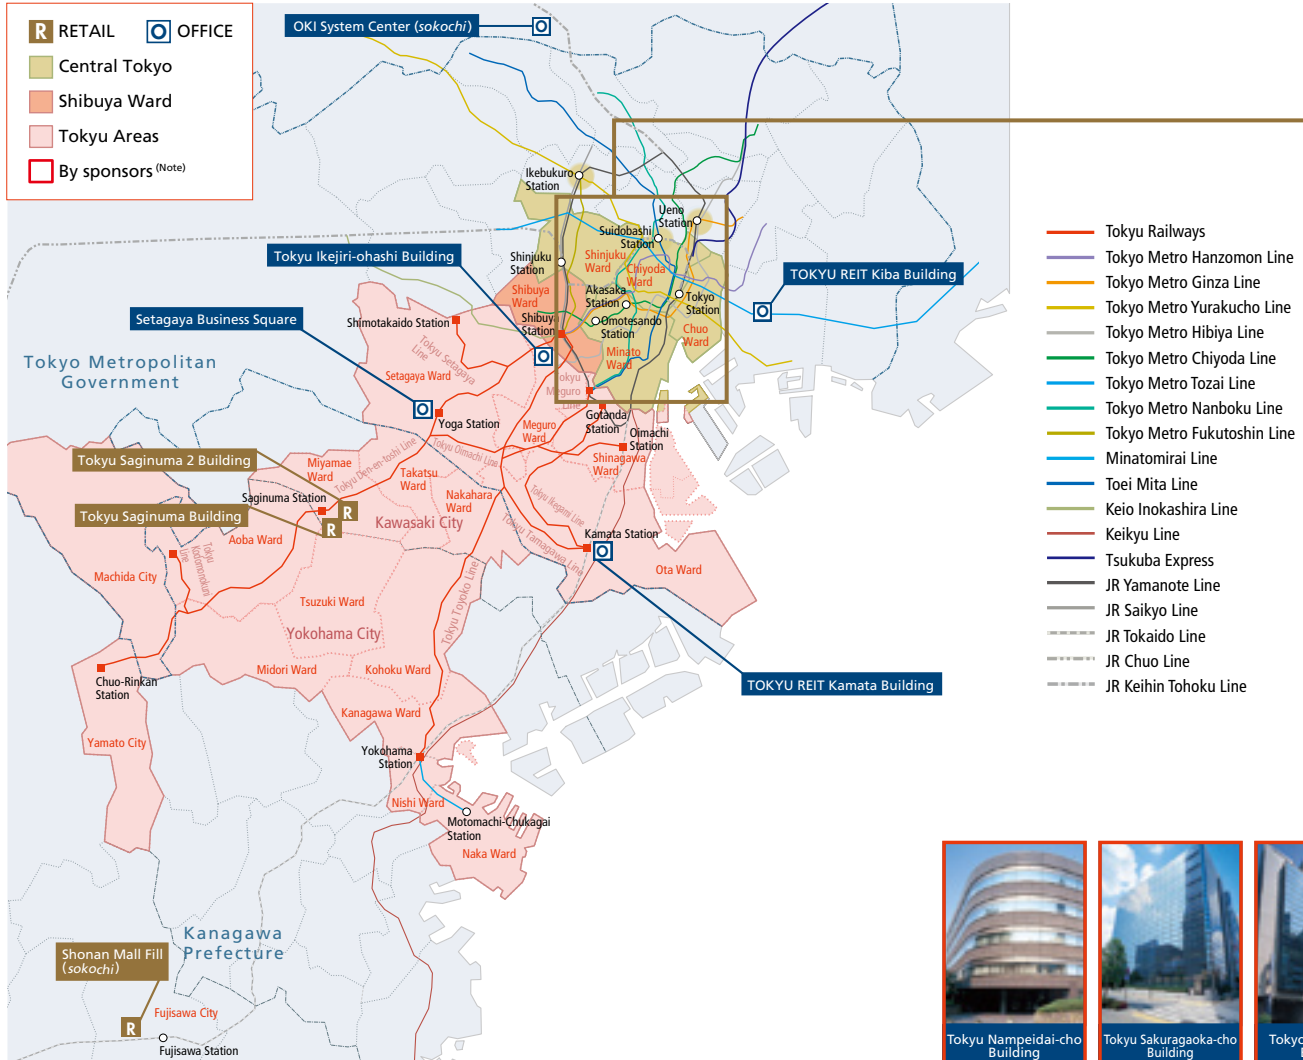 R RETAIL
O OFFICE
Central Tokyo
Shibuya Ward
Tokyu Areas
By sponsors (Note)
OKI System Center (sokochi)
O
Ikebukuro
Station
Ueno
Station
Suidobashi
Station
Tokyu Ikejiri-ohashi Building
Shinjuku
Station
Shinjuku
Ward
Chiyoda
Ward
TOKYU REIT Kiba Building
O
Shibuya
Ward
Akasaka
Station
Tokyo
Station
Setagaya Business Square
Shimotakaido Station
Shibuya
Station
Omotesando
Station
Chuo
Ward
Tokyo Metropolitan
Government
Tokyu Setagaya
Line
Setagaya Ward
O
Minato
Ward
Tokyu
Meguro
Line
O
Yoga Station
Meguro
Ward
Gotanda
Station
Oimachi
Station
Tokyu Saginuma 2 Building
Miyamae
Ward
Tokyu Den-en-toshi Line
Tokyu Oimachi Line
Takatsu
Ward
Shinagawa
Ward
Saginuma Station
R
Nakahara
Ward
Tokyu Ikegami Line
Tokyu Saginuma Building
R
Kawasaki City
Tokyu Tamagawa Line
Kamata Station
O
Aoba Ward
Tokyu
Kodomonokuni
Line
Machida City
Ota Ward
Tsuzuki Ward
Tokyu Toyoko Line
Yokohama City
Midori Ward
Kohoku Ward
Chuo-Rinkan
Station
TOKYU REIT Kamata Building
Kanagawa Ward
Yamato City
Yokohama
Station
Nishi Ward
Motomachi-Chukagai
Station
Naka Ward
Kanagawa
Prefecture
Shonan Mall Fill
(sokochi)
R
Fujisawa City
Fujisawa Station
Tokyu Railways
Tokyo Metro Hanzomon Line
Tokyo Metro Ginza Line
Tokyo Metro Yurakucho Line
Tokyo Metro Hibiya Line
Tokyo Metro Chiyoda Line
Tokyo Metro Tozai Line
Tokyo Metro Nanboku Line
Tokyo Metro Fukutoshin Line
Minatomirai Line
Toei Mita Line
Keio Inokashira Line
Keikyu Line
Tsukuba Express
JR Yamanote Line
JR Saikyo Line
JR Tokaido Line
JR Chuo Line
JR Keihin Tohoku Line
Tokyu Nampeidai-cho
Building
Tokyu Sakuragaoka-cho
Building